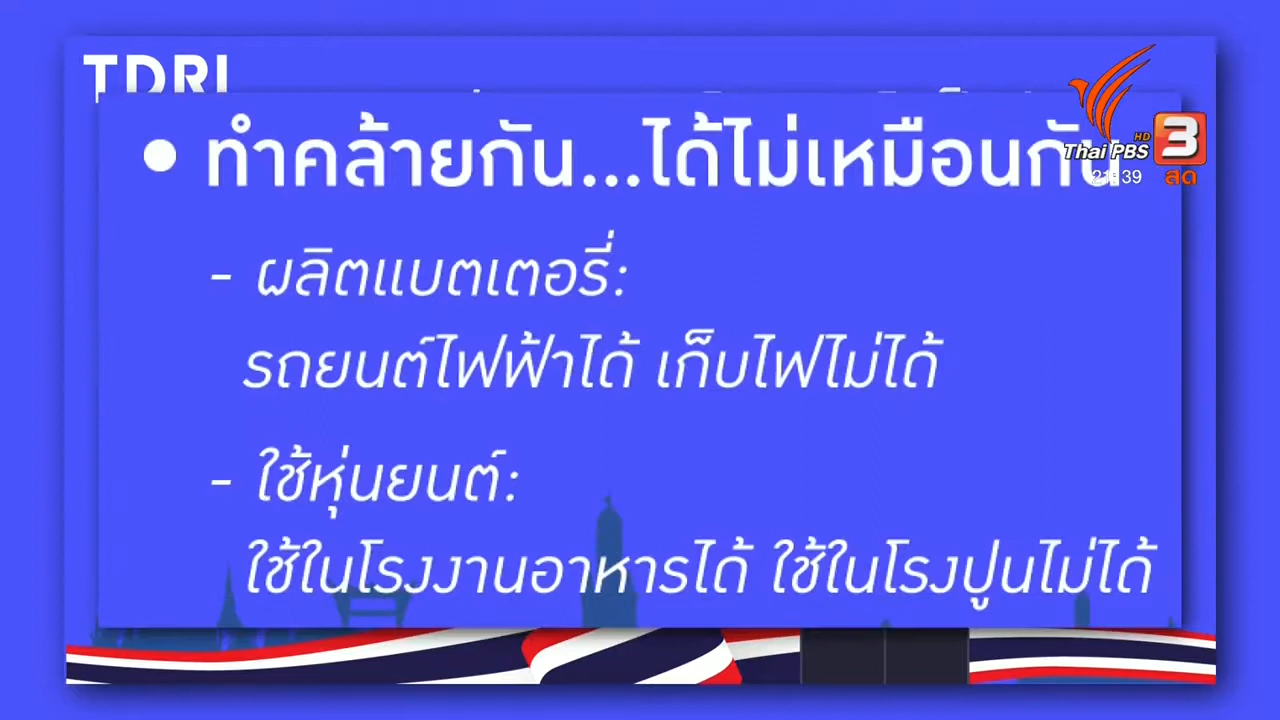 TDRI
• ทำคล้ายกัน...ได้ไม่เหมือนกัน
HD
Thai PBS 3
21:39 สด
- ผลิตแบตเตอรี่:
รถยนต์ไฟฟ้าได้ เก็บไฟไม่ได้
- ใช้หุ่นยนต์:
ใช้ในโรงงานอาหารได้ ใช้ในโรงปูนไม่ได้